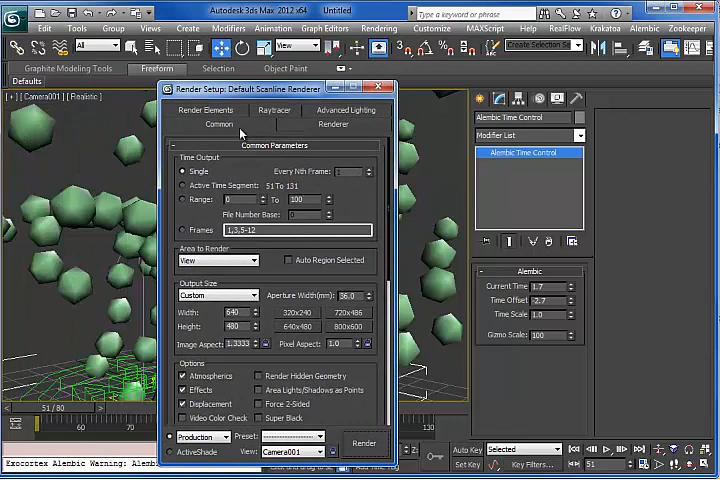 Autodesk 3ds Max 2012 x64 Untitled
Type a keyword or phrase
Edit Tools Group Views Create Modifiers Animation Graph Editors Rendering Customize MAXScript RealFlow Krakatoa Alembic Zookeeper
All View Create Selection Se
Graphite Modeling Tools Freeform Selection Object Paint
Defaults
[ + ] [ Camera001 ] [ Realistic ]
Render Setup: Default Scanline Renderer
Render Elements Raytracer Advanced Lighting
Common Renderer
Common Parameters
Time Output
Single Every Nth Frame: 1
Active Time Segment: 51 To 131
Range: 0 To 100
File Number Base: 0
Frames 1,3,5-12
Area to Render
View Auto Region Selected
Output Size
Custom Aperture Width(mm): 36.0
Width: 640 320x240 720x486
Height: 480 640x480 800x600
Image Aspect: 1.3333 Pixel Aspect: 1.0
Options
Atmospherics Render Hidden Geometry
Effects Area Lights/Shadows as Points
Displacement Force 2-Sided
Video Color Check Super Black
Production Preset: Render
ActiveShade View: Camera001
Alembic Time Control
Modifier List
Alembic Time Control
Alembic
Current Time: 1.7
Time Offset: -2.7
Time Scale: 1.0
Gizmo Scale: 100
51 / 80
60 70 130
Auto Key Selected
Set Key Key Filters... 51
Exocortex Alembic Warning: Alemb